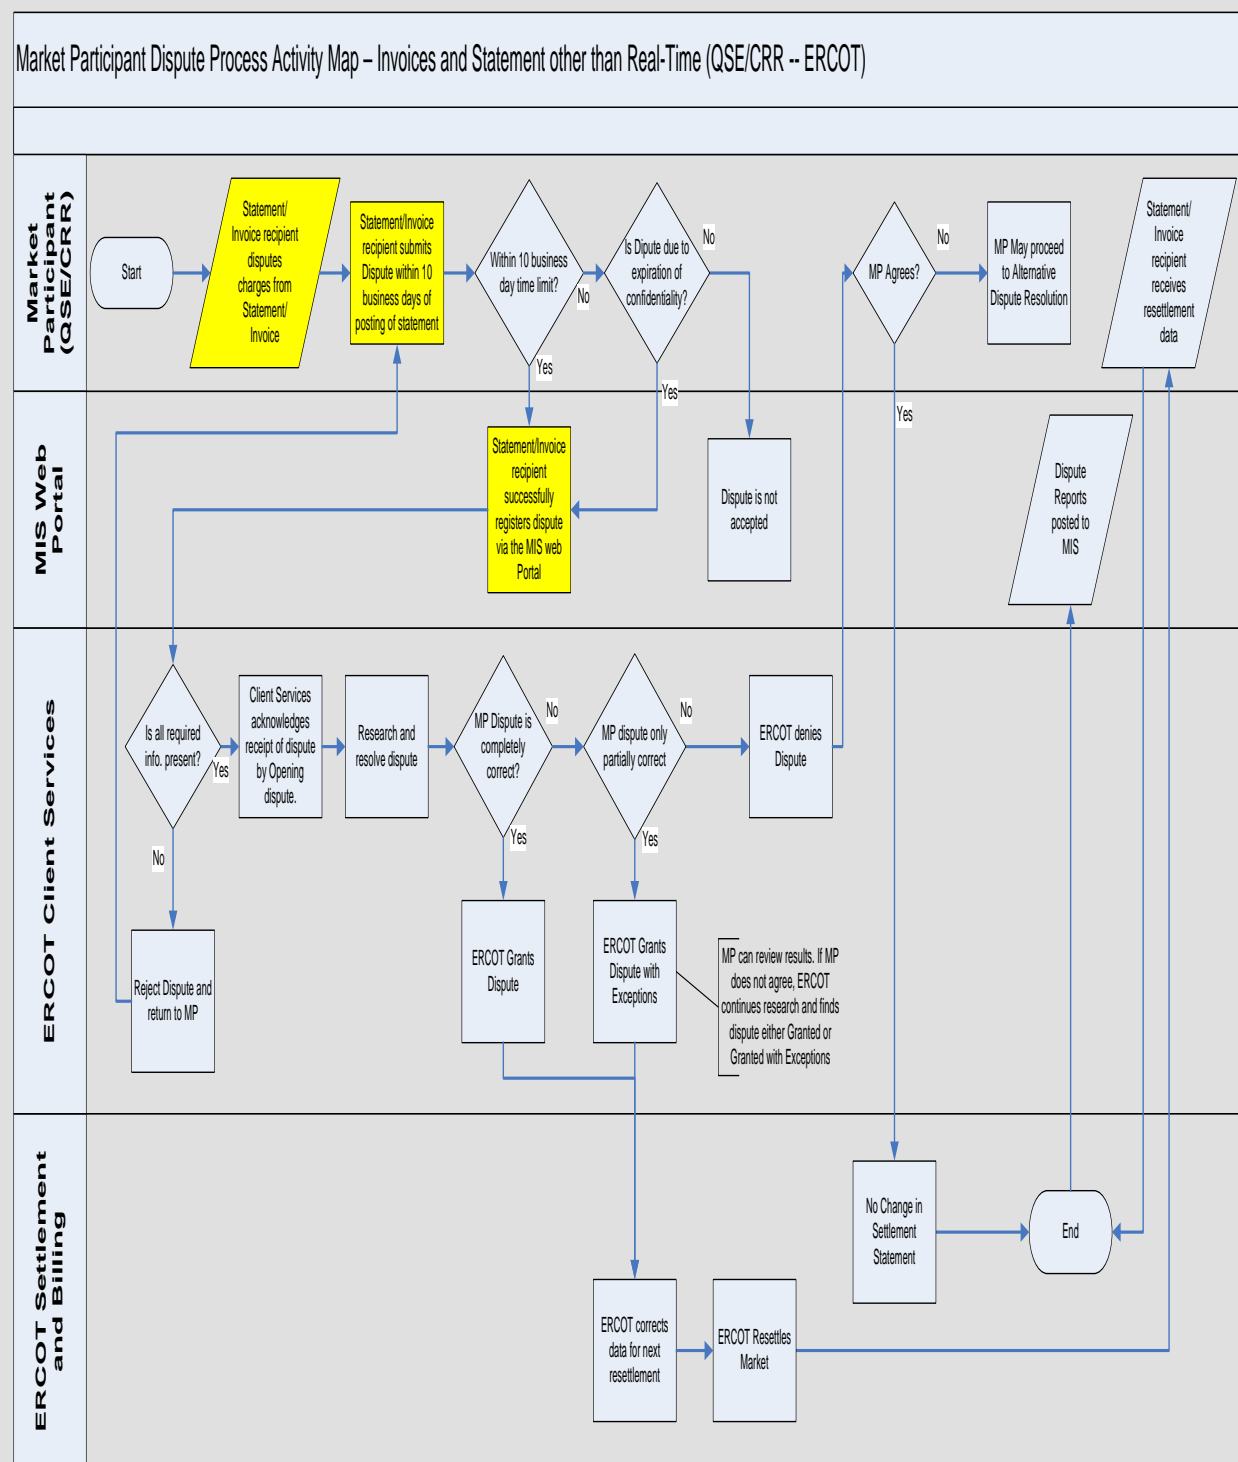 Market Participant Dispute Process Activity Map – Invoices and Statement other than Real-Time (QSE/CRR -- ERCOT)
Market
Participant
(QSE/CRR)
Start
Statement/
Invoice recipient
disputes
charges from
Statement/
Invoice
Statement/Invoice
recipient submits
Dispute within 10
business days of
posting of statement
Within 10 business
day time limit?
No
Yes
Is Dipute due to
expiration of
confidentiality?
No
Yes
MP Agrees?
No
Yes
MP May proceed
to Alternative
Dispute Resolution
Statement/
Invoice
recipient
receives
resettlement
data
MIS Web
Portal
Statement/Invoice
recipient
successfully
registers dispute
via the MIS web
Portal
Dispute is not
accepted
Dispute
Reports
posted to
MIS
ERCOT Client Services
Is all required
info. present?
Yes
No
Client Services
acknowledges
receipt of dispute
by Opening
dispute.
Research and
resolve dispute
MP Dispute is
completely
correct?
No
Yes
MP dispute only
partially correct
No
Yes
ERCOT denies
Dispute
Reject Dispute and
return to MP
ERCOT Grants
Dispute
ERCOT Grants
Dispute with
Exceptions
MP can review results. If MP
does not agree, ERCOT
continues research and finds
dispute either Granted or
Granted with Exceptions
ERCOT Settlement
and Billing
No Change in
Settlement
Statement
End
ERCOT corrects
data for next
resettlement
ERCOT Resettles
Market